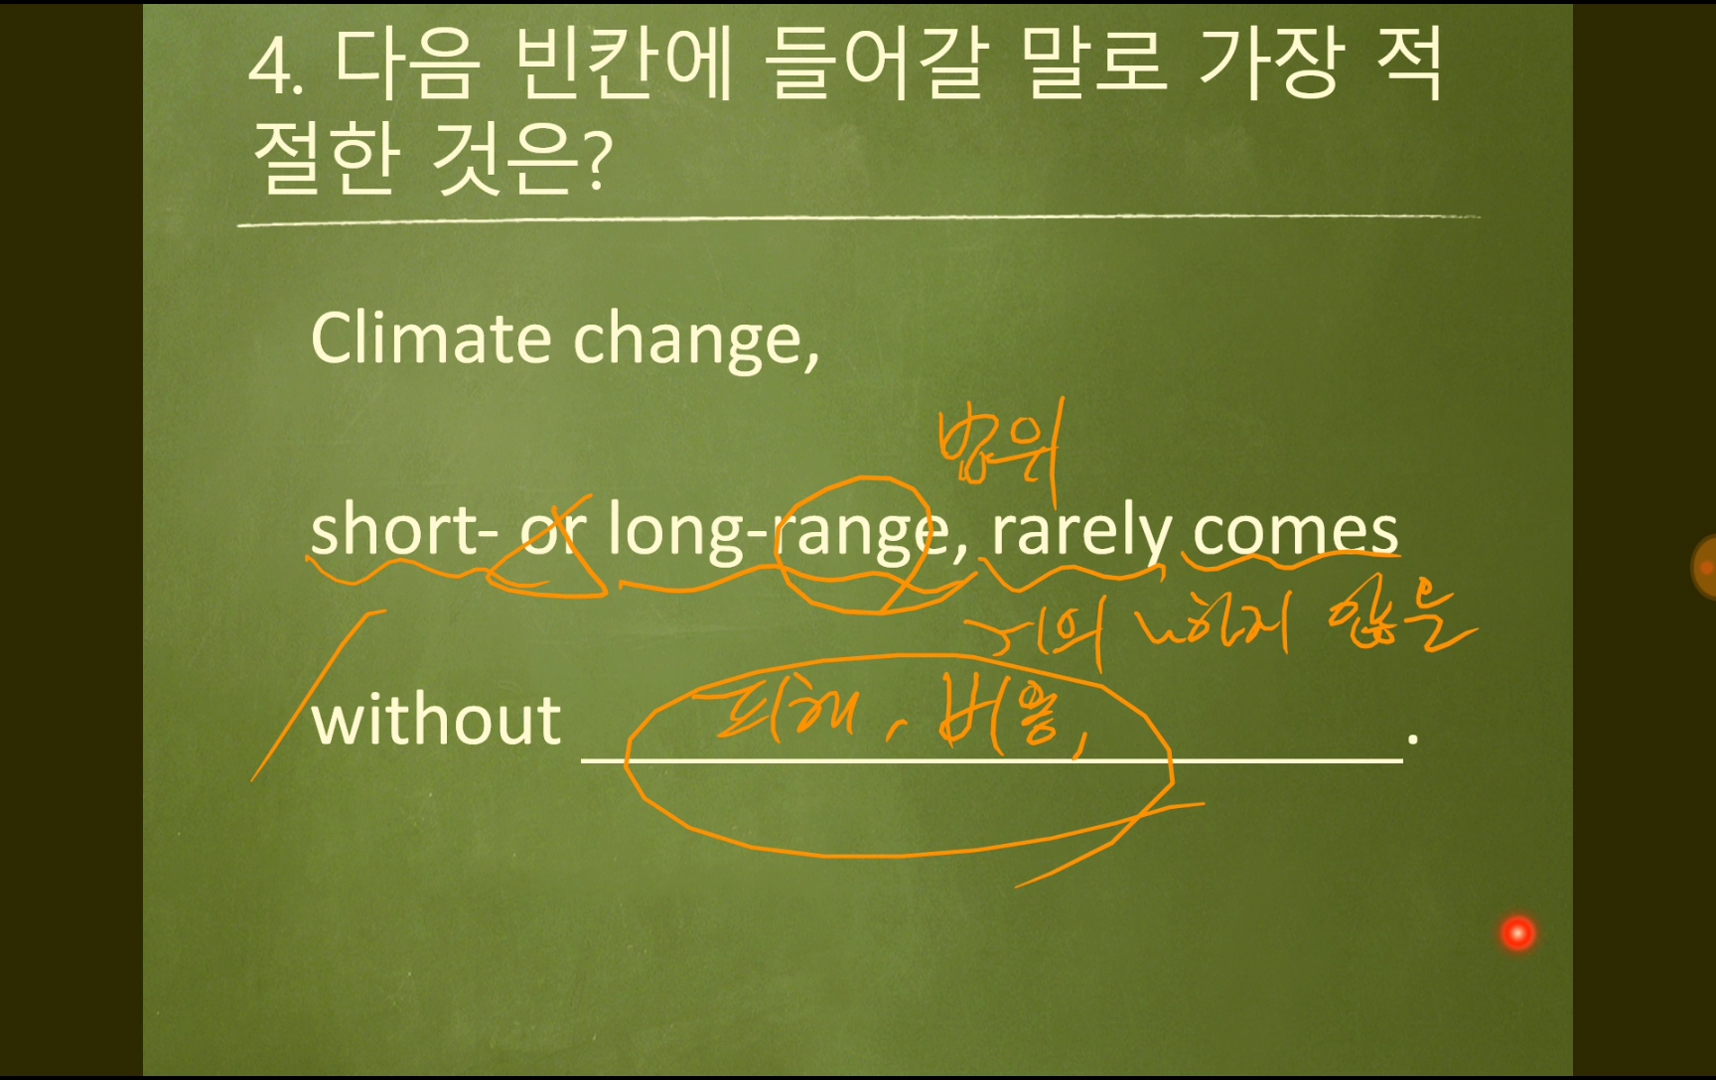 4. 다음 빈칸에 들어갈 말로 가장 적
절한 것은?
Climate change,
범위
short- or long-range, rarely comes
거의 ~하지 않는
without 피해, 비용, .